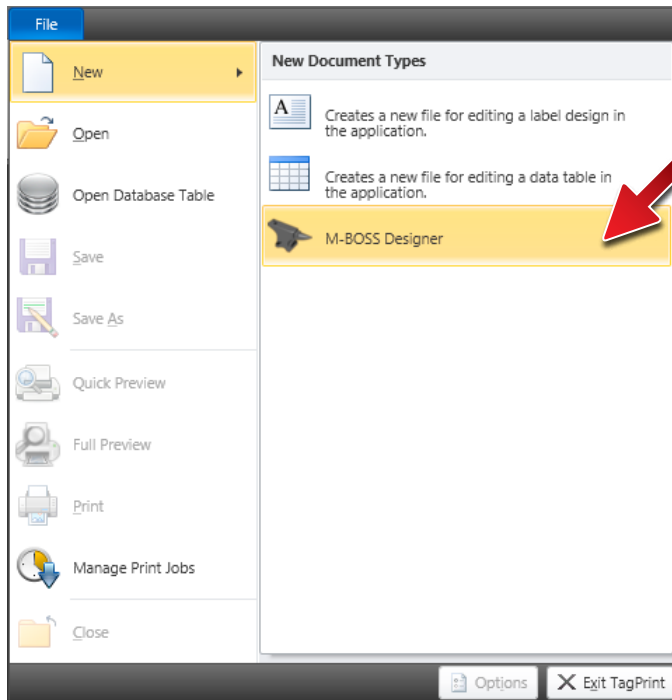 File
New
Open
Open Database Table
Save
Save As
Quick Preview
Full Preview
Print
Manage Print Jobs
Close
New Document Types
A
Creates a new file for editing a label design in
the application.
Creates a new file for editing a data table in
the application.
M-BOSS Designer
Options
Exit TagPrint